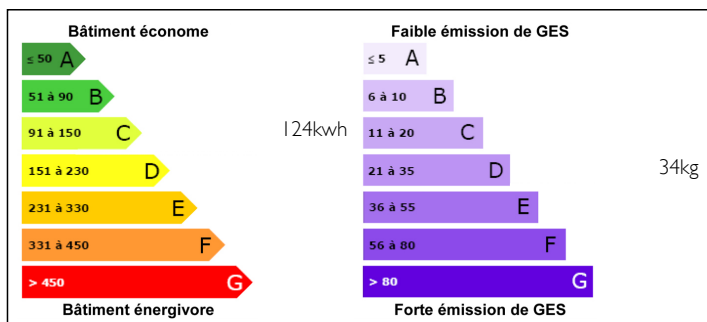 Bâtiment économe
≤ 50 A
51 à 90 B
91 à 150 C
124kwh
151 à 230 D
231 à 330 E
331 à 450 F
> 450 G
Bâtiment énergivore
Faible émission de GES
≤ 5 A
6 à 10 B
11 à 20 C
21 à 35 D
34kg
36 à 55 E
56 à 80 F
> 80 G
Forte émission de GES